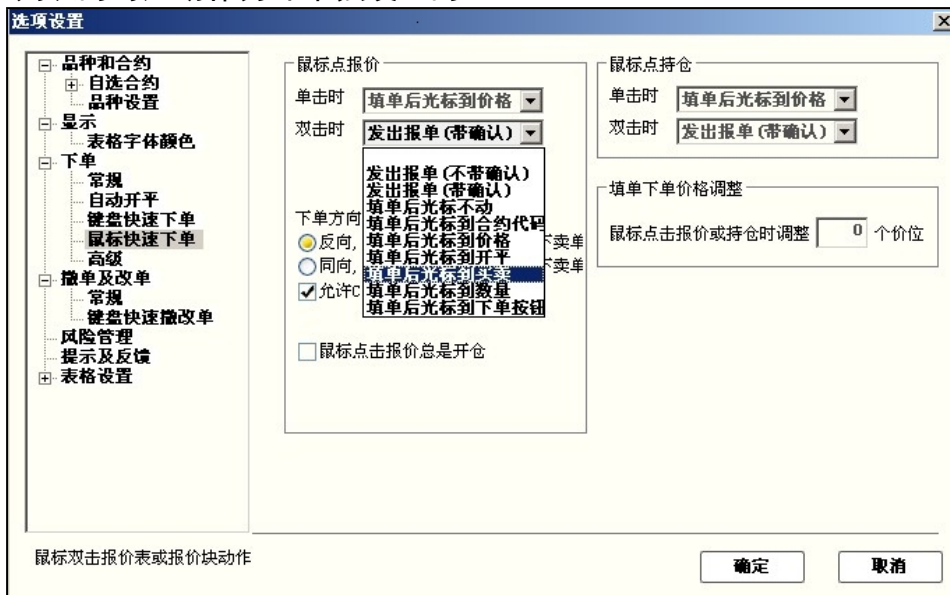 选项设置
品种和合约
自选合约
品种设置
显示
表格字体颜色
下单
常规
自动开平
键盘快速下单
鼠标快速下单
高级
撤单及改单
常规
键盘快速撤改单
风险管理
提示及反馈
表格设置
鼠标点报价
单击时
填单后光标到价格
双击时
发出报单(带确认)
发出报单(不带确认)
发出报单(带确认)
填单后光标不动
填单后光标到合约代码
填单后光标到价格
填单后光标到开平
填单后光标到买卖
填单后光标到数量
填单后光标到下单按钮
下单方向
反向,
下卖单
同向,
下卖单
允许C
鼠标点击报价总是开仓
鼠标点持仓
单击时
填单后光标到价格
双击时
发出报单(带确认)
填单下单价格调整
鼠标点击报价或持仓时调整 0 个价位
鼠标双击报价表或报价块动作
确定
取消